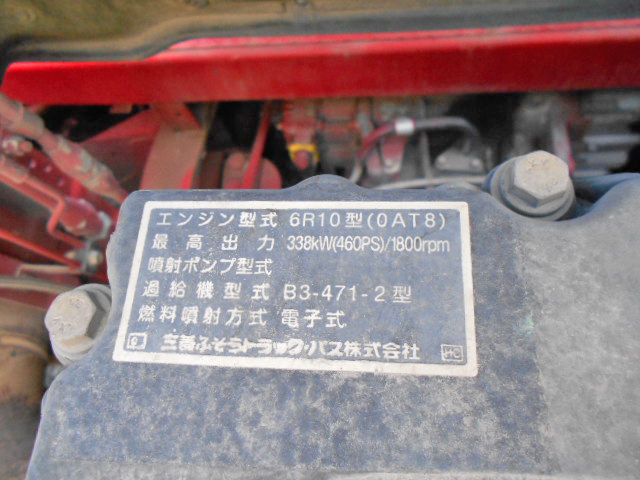 エンジン型式 6R10型(0AT8)
最高出力 338kW(460PS)/1800rpm
噴射ポンプ型式
過給機型式 B3-471-2型
燃料噴射方式 電子式
三菱ふそうトラック・バス株式会社